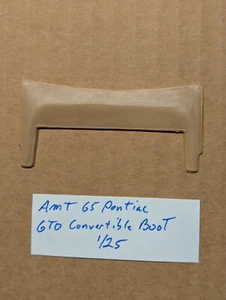 AMT 65 Pontiac
GTO Convertible Boot
1/25